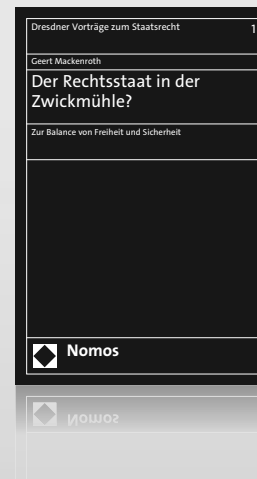 Dresdner Vorträge zum Staatsrecht 1
Geert Mackenroth
Der Rechtsstaat in der
Zwickmühle?
Zur Balance von Freiheit und Sicherheit
Nomos